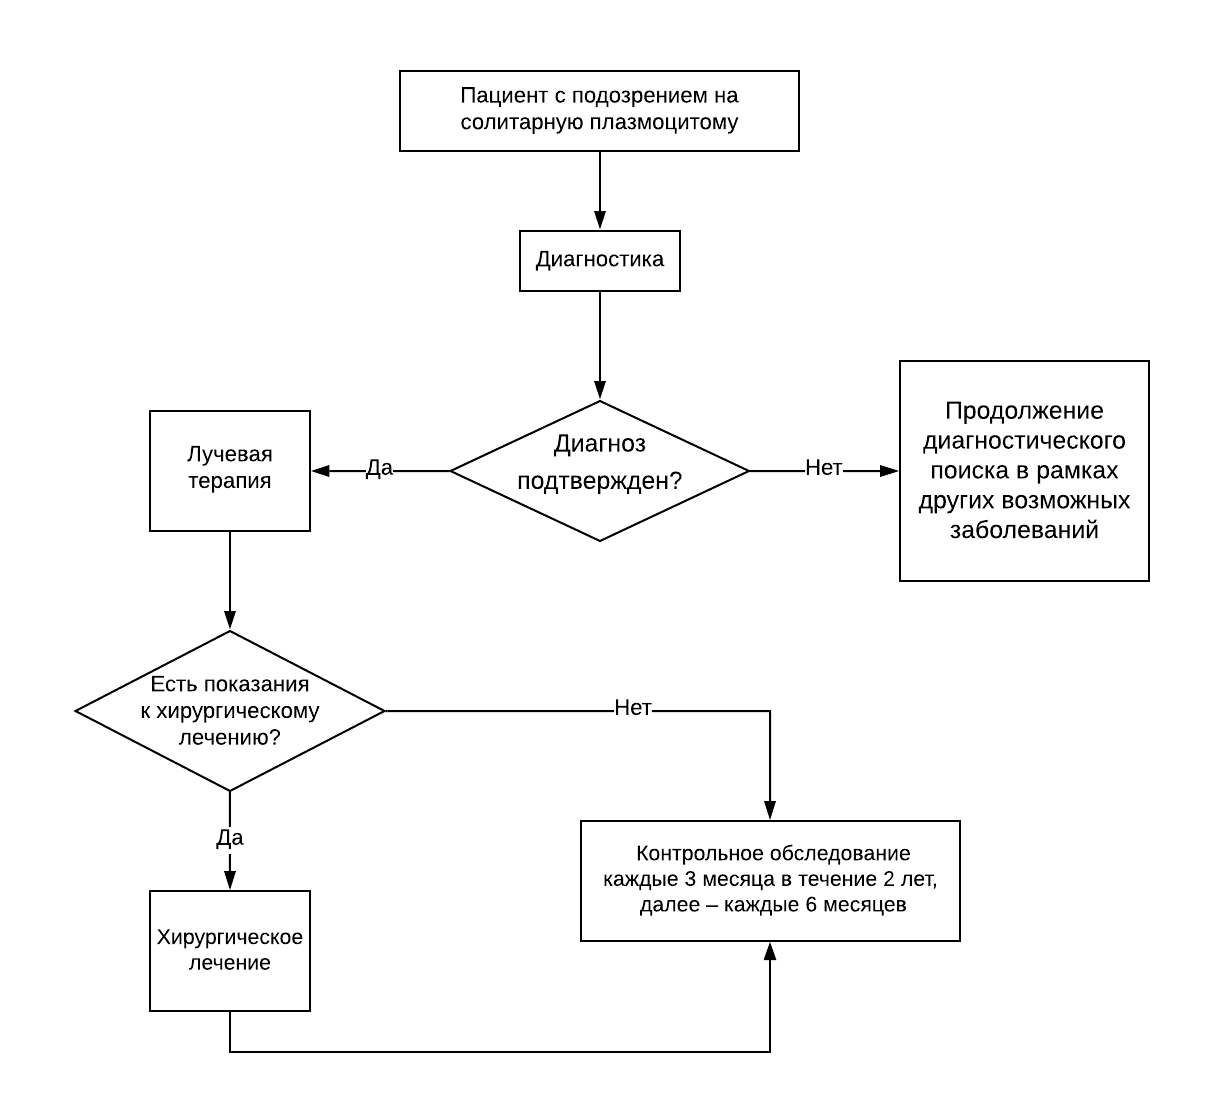 Пациент с подозрением на
солитарную плазмоцитому
Диагностика
Диагноз
подтвержден?
Да
Нет
Лучевая
терапия
Продолжение
диагностического
поиска в рамках
других возможных
заболеваний
Есть показания
к хирургическому
лечению?
Нет
Да
Контрольное обследование
каждые 3 месяца в течение 2 лет,
далее – каждые 6 месяцев
Хирургическое
лечение